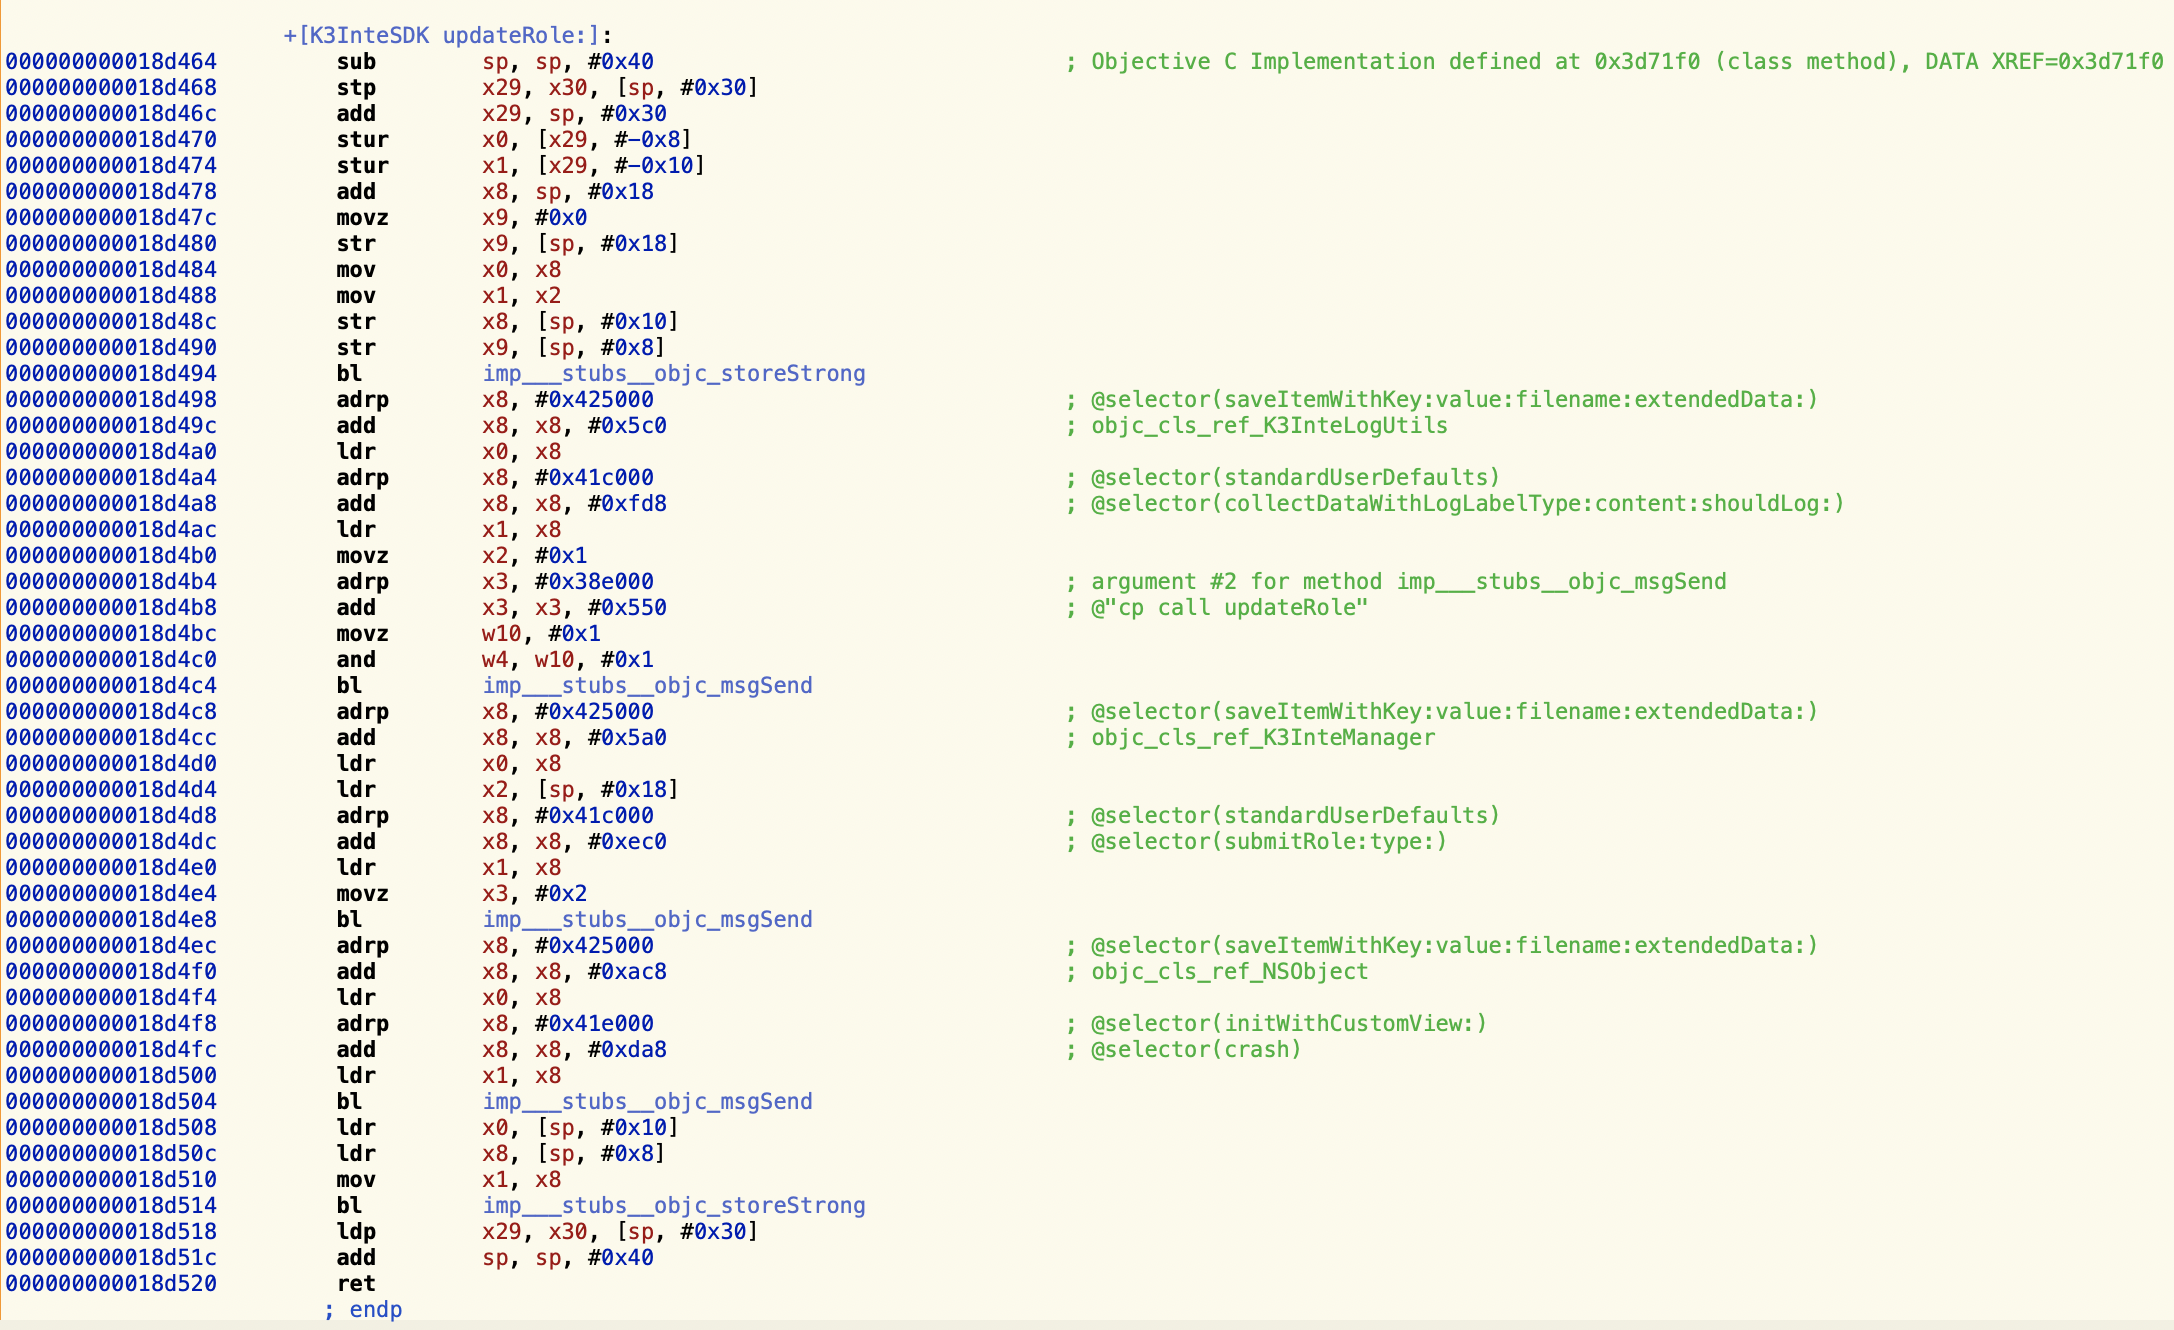 +[K3InteSDK updateRole:]:
000000000018d464 sub sp, sp, #0x40 ; Objective C Implementation defined at 0x3d71f0 (class method), DATA XREF=0x3d71f0
000000000018d468 stp x29, x30, [sp, #0x30]
000000000018d46c add x29, sp, #0x30
000000000018d470 stur x0, [x29, #-0x8]
000000000018d474 stur x1, [x29, #-0x10]
000000000018d478 add x8, sp, #0x18
000000000018d47c movz x9, #0x0
000000000018d480 str x9, [sp, #0x18]
000000000018d484 mov x0, x8
000000000018d488 mov x1, x2
000000000018d48c str x8, [sp, #0x10]
000000000018d490 str x9, [sp, #0x8]
000000000018d494 bl imp___stubs__objc_storeStrong
000000000018d498 adrp x8, #0x425000 ; @selector(saveItemWithKey:value:filename:extendedData:)
000000000018d49c add x8, x8, #0x5c0 ; objc_cls_ref_K3InteLogUtils
000000000018d4a0 ldr x0, x8
000000000018d4a4 adrp x8, #0x41c000 ; @selector(standardUserDefaults)
000000000018d4a8 add x8, x8, #0xfd8 ; @selector(collectDataWithLogLabelType:content:shouldLog:)
000000000018d4ac ldr x1, x8
000000000018d4b0 movz x2, #0x1
000000000018d4b4 adrp x3, #0x38e000 ; argument #2 for method imp___stubs__objc_msgSend
000000000018d4b8 add x3, x3, #0x550 ; @"cp call updateRole"
000000000018d4bc movz w10, #0x1
000000000018d4c0 and w4, w10, #0x1
000000000018d4c4 bl imp___stubs__objc_msgSend
000000000018d4c8 adrp x8, #0x425000 ; @selector(saveItemWithKey:value:filename:extendedData:)
000000000018d4cc add x8, x8, #0x5a0 ; objc_cls_ref_K3InteManager
000000000018d4d0 ldr x0, x8
000000000018d4d4 ldr x2, [sp, #0x18]
000000000018d4d8 adrp x8, #0x41c000 ; @selector(standardUserDefaults)
000000000018d4dc add x8, x8, #0xec0 ; @selector(submitRole:type:)
000000000018d4e0 ldr x1, x8
000000000018d4e4 movz x3, #0x2
000000000018d4e8 bl imp___stubs__objc_msgSend
000000000018d4ec adrp x8, #0x425000 ; @selector(saveItemWithKey:value:filename:extendedData:)
000000000018d4f0 add x8, x8, #0xac8 ; objc_cls_ref_NSObject
000000000018d4f4 ldr x0, x8
000000000018d4f8 adrp x8, #0x41e000 ; @selector(initWithCustomView:)
000000000018d4fc add x8, x8, #0xda8 ; @selector(crash)
000000000018d500 ldr x1, x8
000000000018d504 bl imp___stubs__objc_msgSend
000000000018d508 ldr x0, [sp, #0x10]
000000000018d50c ldr x8, [sp, #0x8]
000000000018d510 mov x1, x8
000000000018d514 bl imp___stubs__objc_storeStrong
000000000018d518 ldp x29, x30, [sp, #0x30]
000000000018d51c add sp, sp, #0x40
000000000018d520 ret
; endp